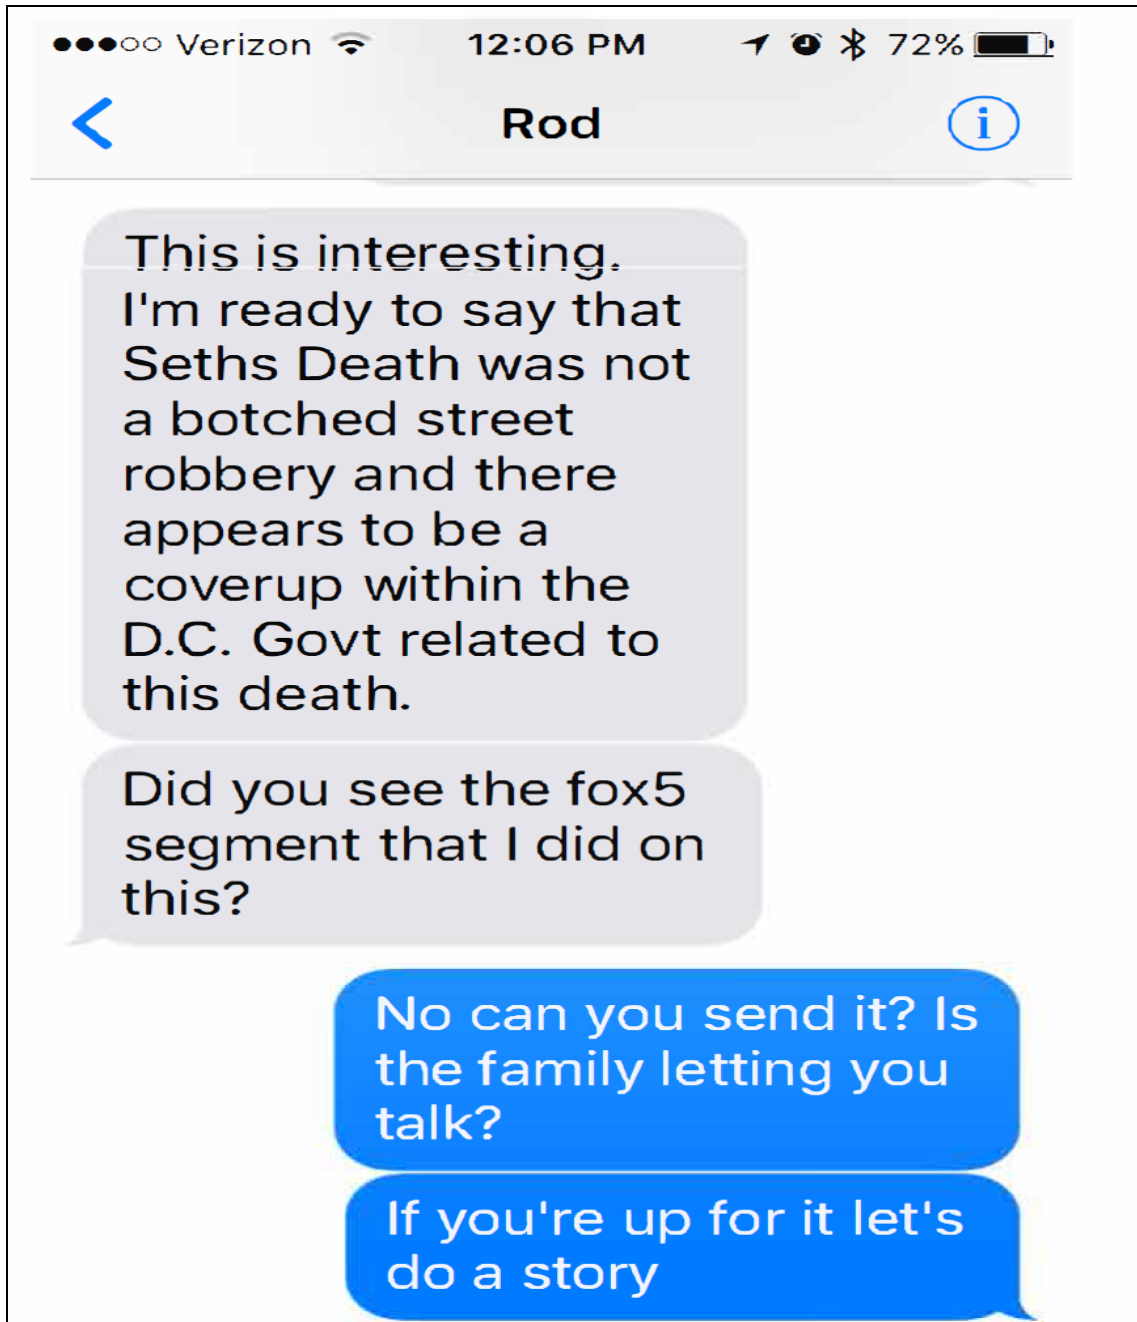 Verizon 12:06 PM 72%
Rod
This is interesting.
I'm ready to say that
Seths Death was not
a botched street
robbery and there
appears to be a
coverup within the
D.C. Govt related to
this death.
Did you see the fox5
segment that I did on
this?
No can you send it? Is
the family letting you
talk?
If you're up for it let's
do a story